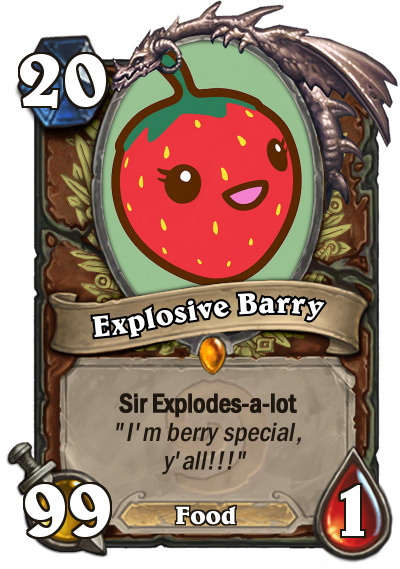 20
Explosive Barry
Sir Explodes-a-lot
"I'm berry special,
y'all!!!"
99
Food
1